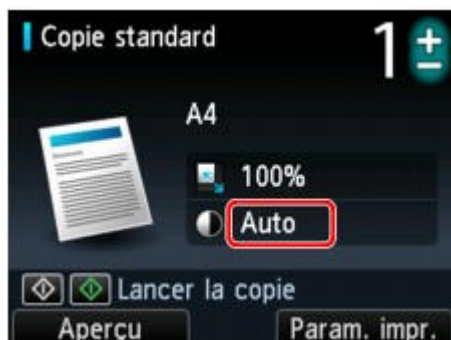 Copie standard
1
A4
100%
Auto
Lancer la copie
Aperçu
Param. impr.